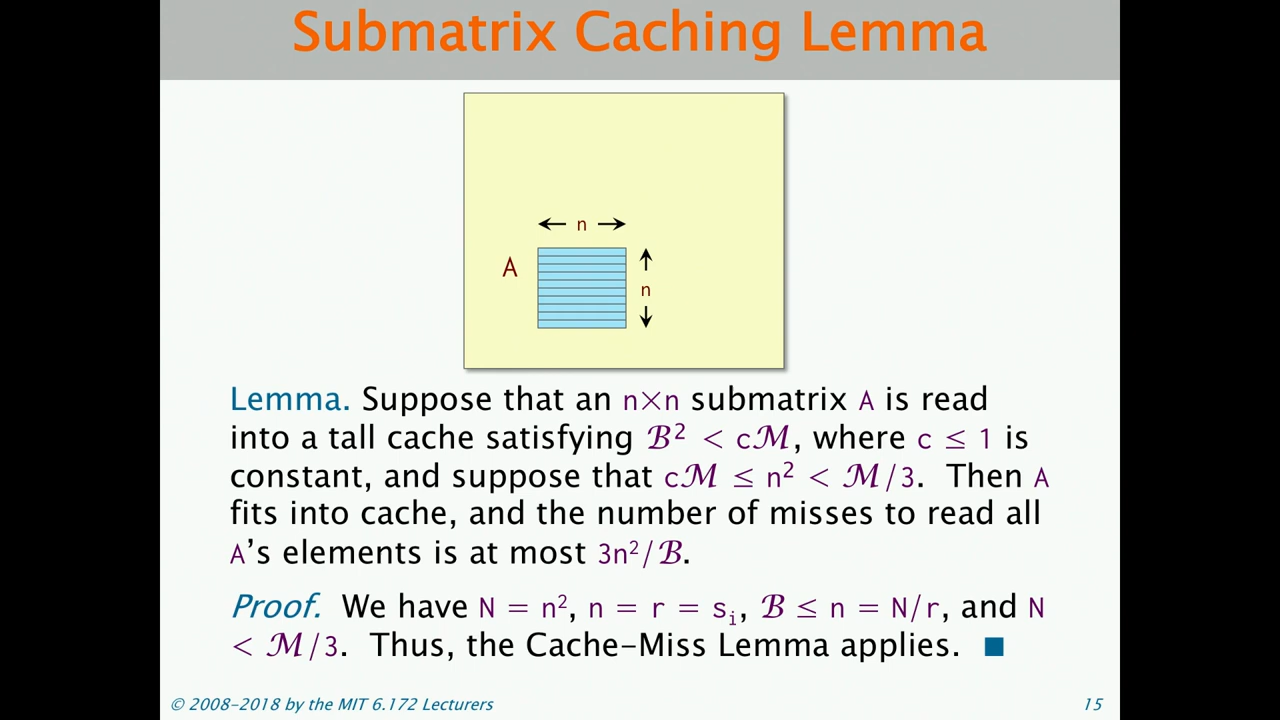 Submatrix Caching Lemma
← n →
A
n
Lemma. Suppose that an n×n submatrix A is read
into a tall cache satisfying ℬ² < cℳ, where c ≤ 1 is
constant, and suppose that cℳ ≤ n² < ℳ/3. Then A
fits into cache, and the number of misses to read all
A’s elements is at most 3n²/ℬ.
Proof. We have N = n², n = r = sᵢ, ℬ ≤ n = N/r, and N
< ℳ/3. Thus, the Cache–Miss Lemma applies. ■
© 2008–2018 by the MIT 6.172 Lecturers
15